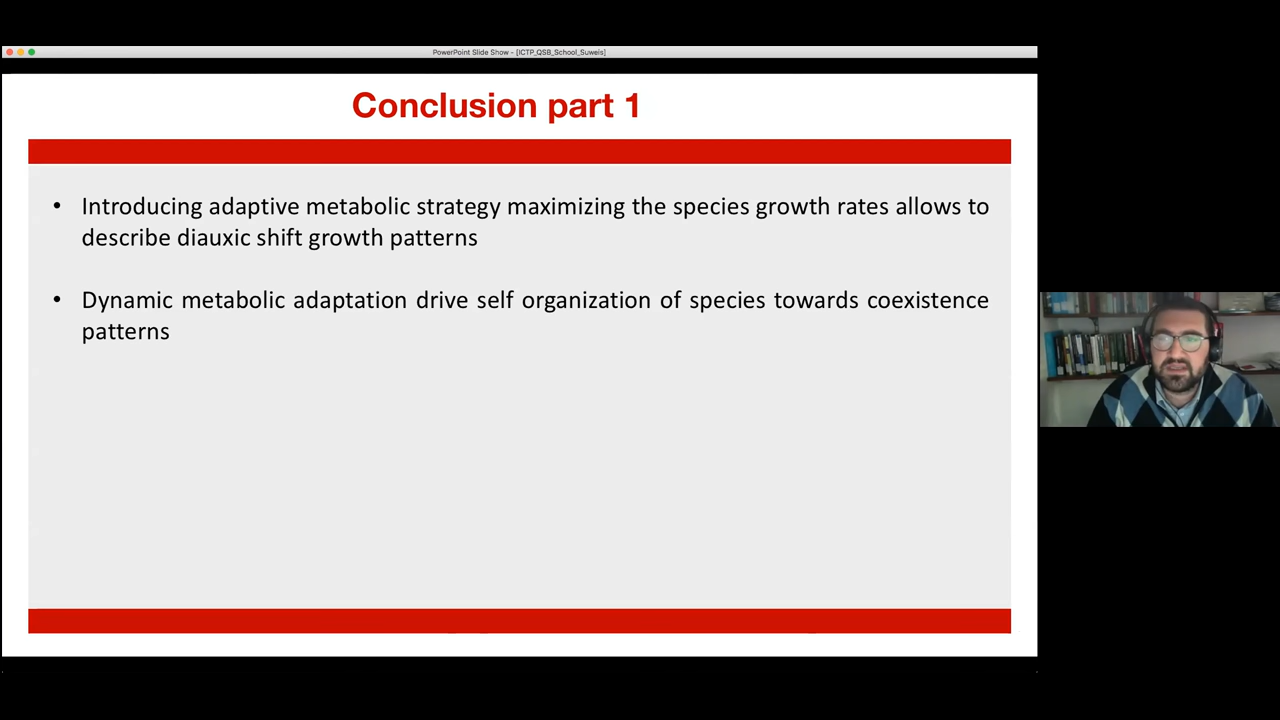 PowerPoint Slide Show - [ICTP_QSB_School_Suweis]
Conclusion part 1
• Introducing adaptive metabolic strategy maximizing the species growth rates allows to
describe diauxic shift growth patterns
• Dynamic metabolic adaptation drive self organization of species towards coexistence
patterns